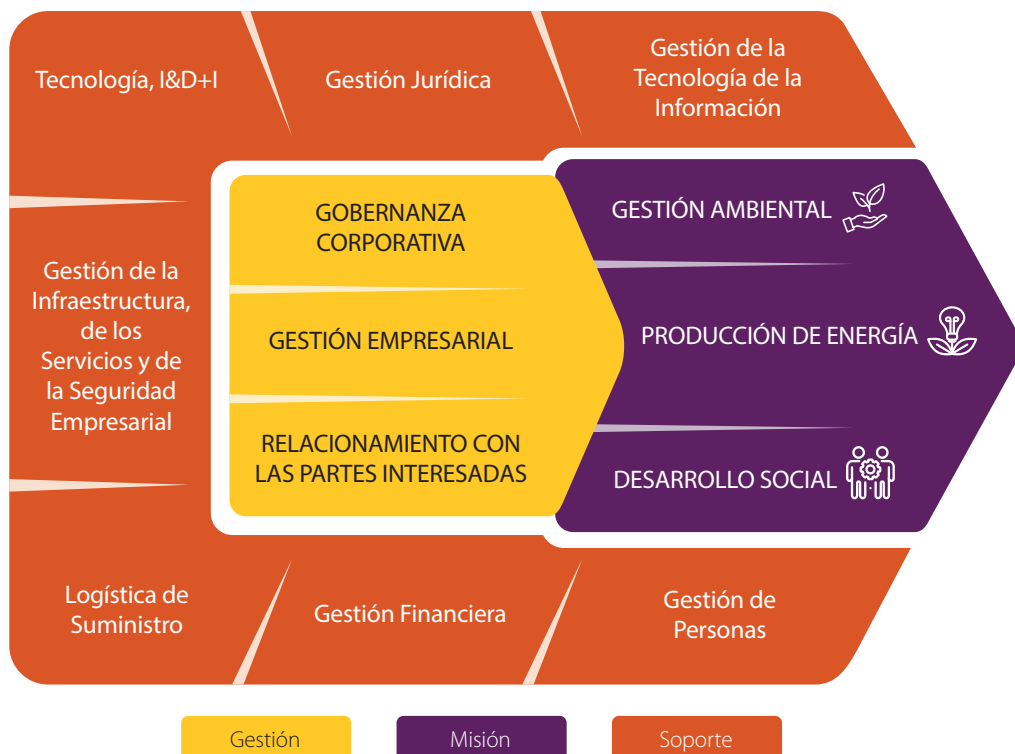 Tecnología, I&D+I
Gestión Jurídica
Gestión de la
Tecnología de la
Información
GOBERNANZA
CORPORATIVA
GESTIÓN AMBIENTAL
Gestión de la
Infraestructura,
de los
Servicios y de
la Seguridad
Empresarial
GESTIÓN EMPRESARIAL
PRODUCCIÓN DE ENERGÍA
RELACIONAMIENTO CON
LAS PARTES INTERESADAS
DESARROLLO SOCIAL
Logística de
Suministro
Gestión Financiera
Gestión de
Personas
Gestión
Misión
Soporte